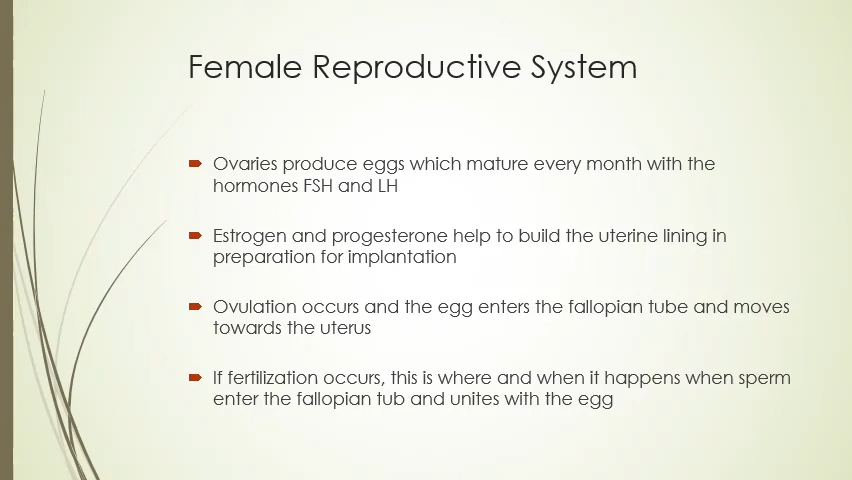 Female Reproductive System
Ovaries produce eggs which mature every month with the
hormones FSH and LH
Estrogen and progesterone help to build the uterine lining in
preparation for implantation
Ovulation occurs and the egg enters the fallopian tube and moves
towards the uterus
If fertilization occurs, this is where and when it happens when sperm
enter the fallopian tub and unites with the egg